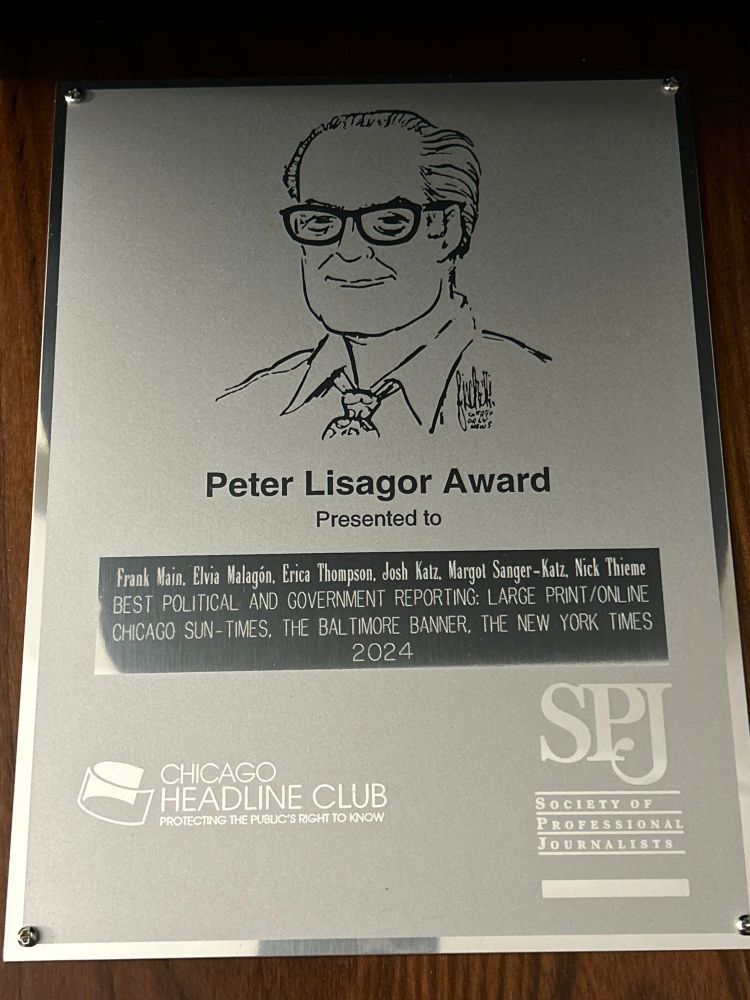 Peter Lisagor Award
Presented to
Frank Main, Elvia Malagón, Erica Thompson, Josh Katz, Margot Sanger-Katz, Nick Thieme
BEST POLITICAL AND GOVERNMENT REPORTING: LARGE PRINT/ONLINE
CHICAGO SUN-TIMES, THE BALTIMORE BANNER, THE NEW YORK TIMES
2024
SPJ
SOCIETY OF
PROFESSIONAL
JOURNALISTS
CHICAGO
HEADLINE CLUB
PROTECTING THE PUBLIC'S RIGHT TO KNOW